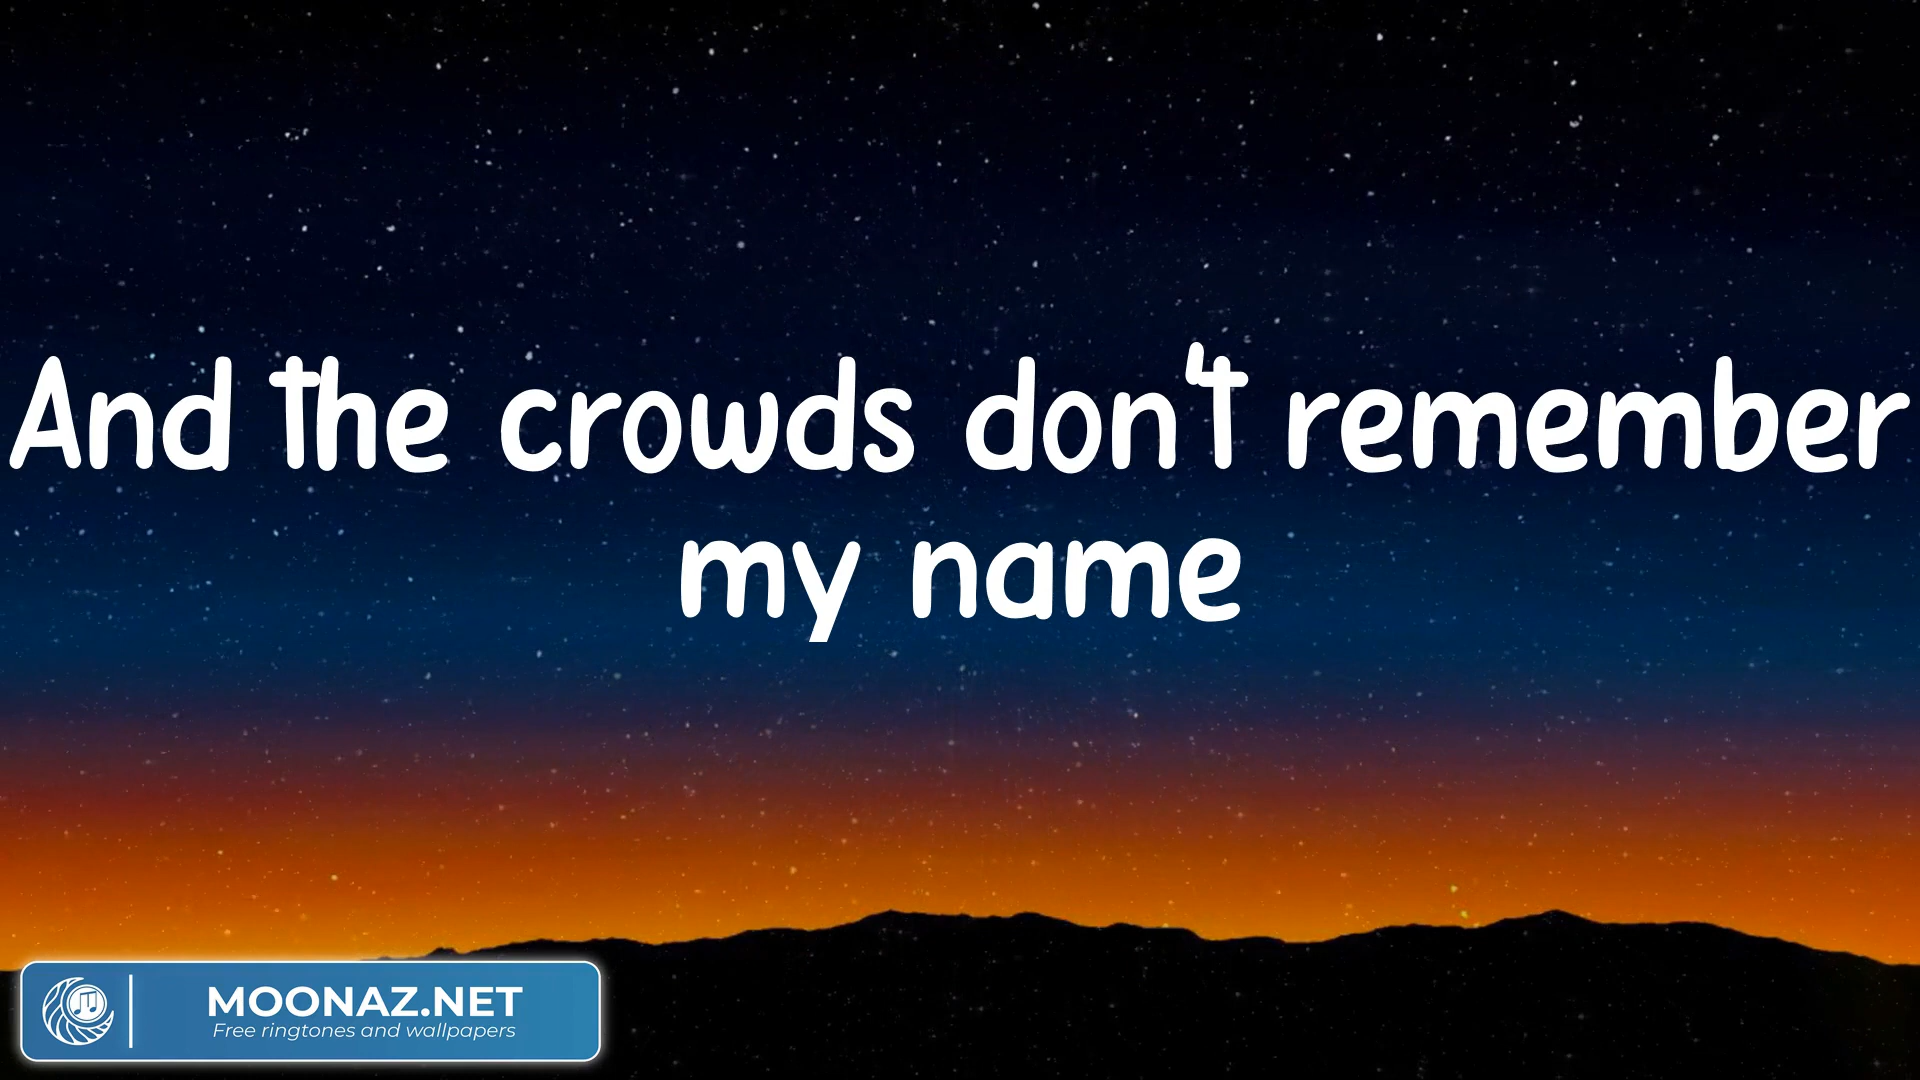 And the crowds don't remember
my name
MOONAZ.NET
Free ringtones and wallpapers